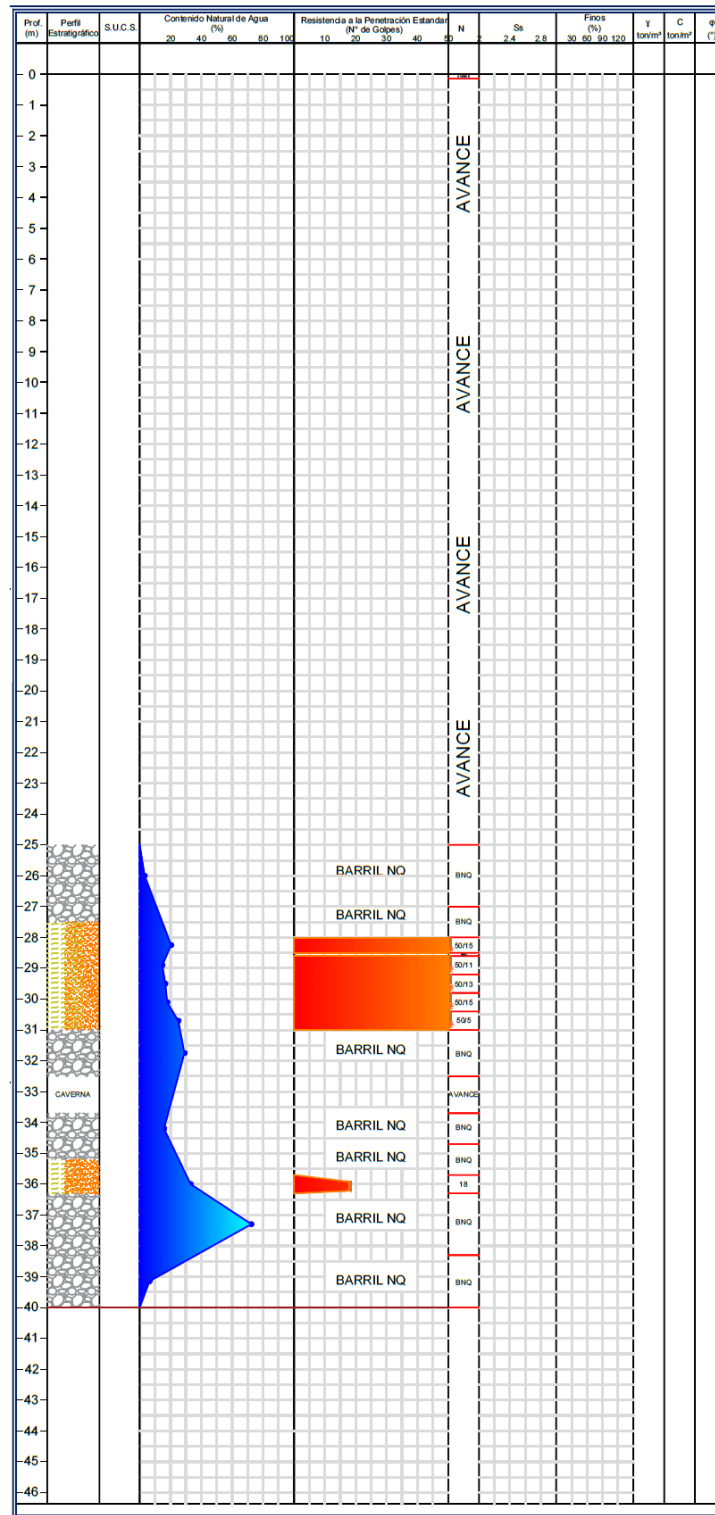 Prof. (m)
Perfil Estratigráfico
S.U.C.S.
Contenido Natural de Agua (%)
20 40 60 80 100
Resistencia a la Penetración Estandar (N° de Golpes)
10 20 30 40 50
N
Ss
2 2.4 2.8
Finos (%)
30 60 90 120
γ ton/m³
C ton/m²
φ (°)
0
1
2
3
AVANCE
4
5
6
7
8
9
AVANCE
10
11
12
13
14
15
16
AVANCE
17
18
19
20
21
22
AVANCE
23
24
25
26 BARRIL NQ BNQ
27
BARRIL NQ BNQ
28
50/15
29 50/11
50/13
30 50/15
50/5
31
32 BARRIL NQ BNQ
33 CAVERNA AVANCE
34 BARRIL NQ BNQ
35 BARRIL NQ BNQ
36 18
37 BARRIL NQ BNQ
38
39 BARRIL NQ BNQ
40
41
42
43
44
45
46